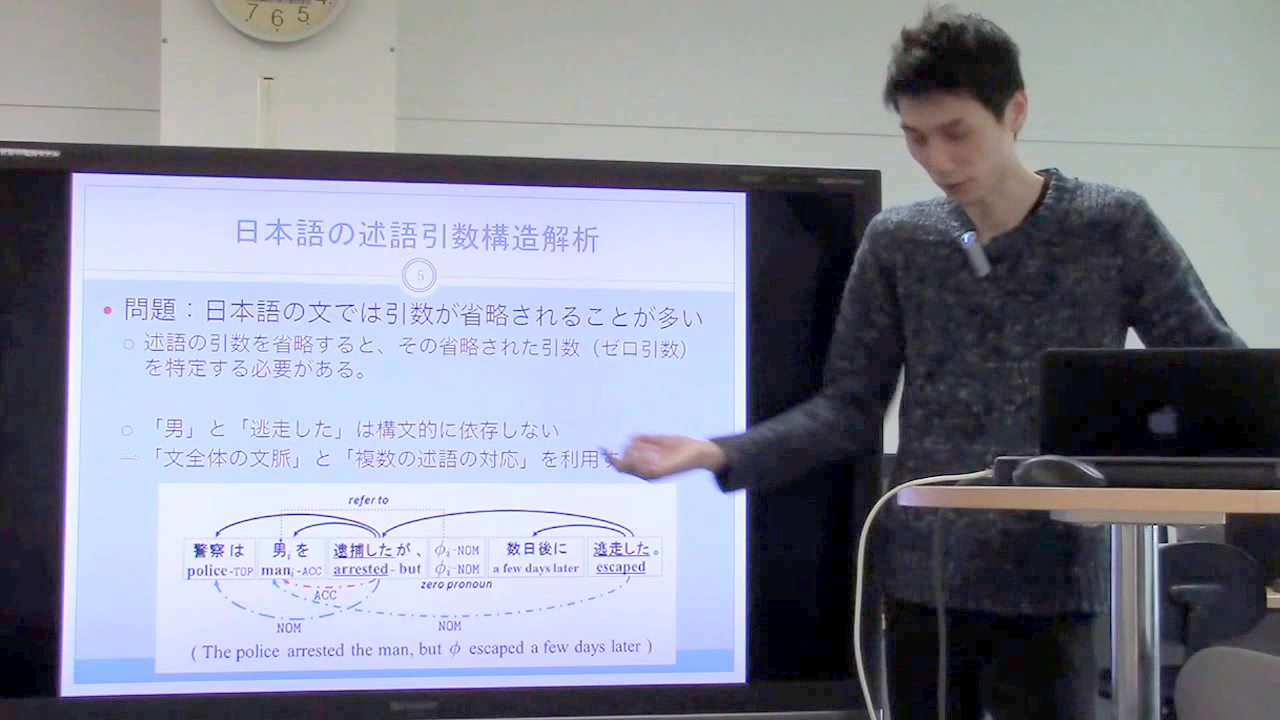 7 6 5 4
日本語の述語引数構造解析
5
• 問題：日本語の文では引数が省略されることが多い
○ 述語の引数を省略すると、その省略された引数（ゼロ引数）
を特定する必要がある。
○ 「男」と「逃走した」は構文的に依存しない
→「文全体の文脈」と「複数の述語の対応」を利用す
refer to
警察は 男i を 逮捕したが、 φi-NOM 数日後に 逃走した。
police-TOP mani-ACC arrested-but φi-NOM a few days later escaped
zero pronoun
ACC
NOM NOM
( The police arrested the man, but φ escaped a few days later )